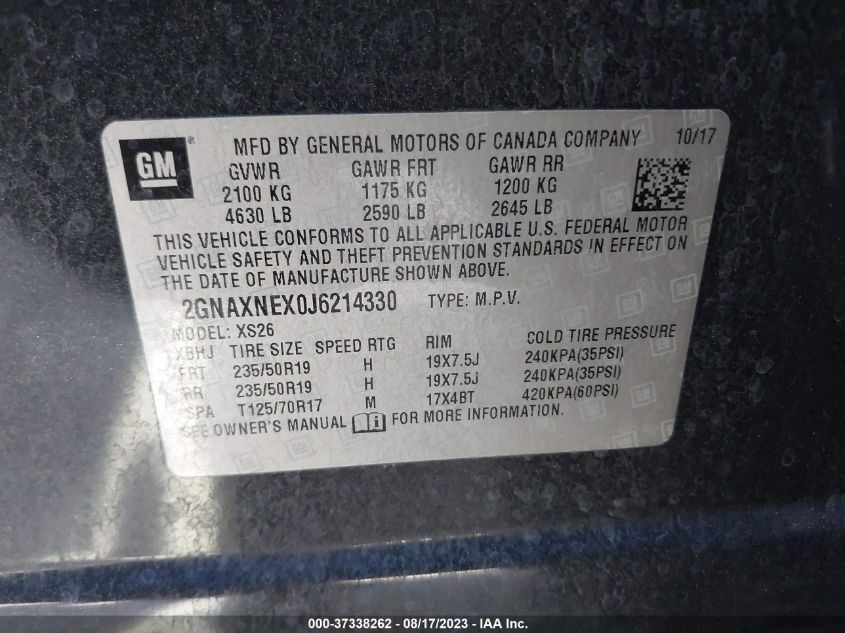 GM
MFD BY GENERAL MOTORS OF CANADA COMPANY 10/17
GVWR GAWR FRT GAWR RR
2100 KG 1175 KG 1200 KG
4630 LB 2590 LB 2645 LB
THIS VEHICLE CONFORMS TO ALL APPLICABLE U.S. FEDERAL MOTOR
VEHICLE SAFETY AND THEFT PREVENTION STANDARDS IN EFFECT ON
THE DATE OF MANUFACTURE SHOWN ABOVE.
2GNAXNEX0J6214330 TYPE: M.P.V.
MODEL: XS26
XBHJ TIRE SIZE SPEED RTG RIM COLD TIRE PRESSURE
FRT 235/50R19 H 19X7.5J 240KPA(35PSI)
RR 235/50R19 H 19X7.5J 240KPA(35PSI)
SPA T125/70R17 M 17X4BT 420KPA(60PSI)
SEE OWNER'S MANUAL FOR MORE INFORMATION.
000-37338262 - 08/17/2023 - IAA Inc.